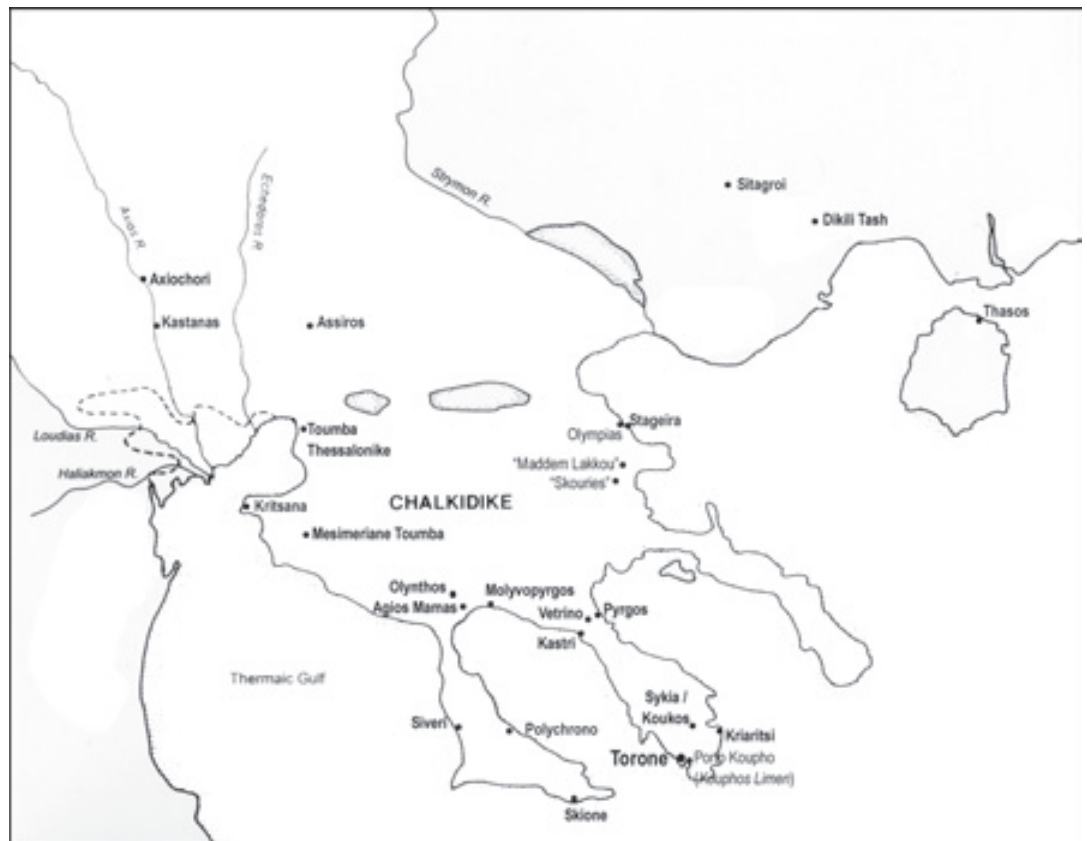 Strymon R.
Sitagroi
Dikili Tash
Axios R.
Echedoros R
Axiochori
Kastanas
Assiros
Thasos
Loudias R.
Haliakmon R.
Toumba
Thessalonike
Stageira
Olympias
"Maddem Lakkou"
"Skouries"
Kritsana
CHALKIDIKE
Mesimeriane Toumba
Olynthos
Agios Mamas
Molyvopyrgos
Vetrino
Pyrgos
Kastri
Thermaic Gulf
Siveri
Polychrono
Sykia /
Koukos
Kriaritsi
Torone
Porto Koupho
(Kouphos Limen)
Skione